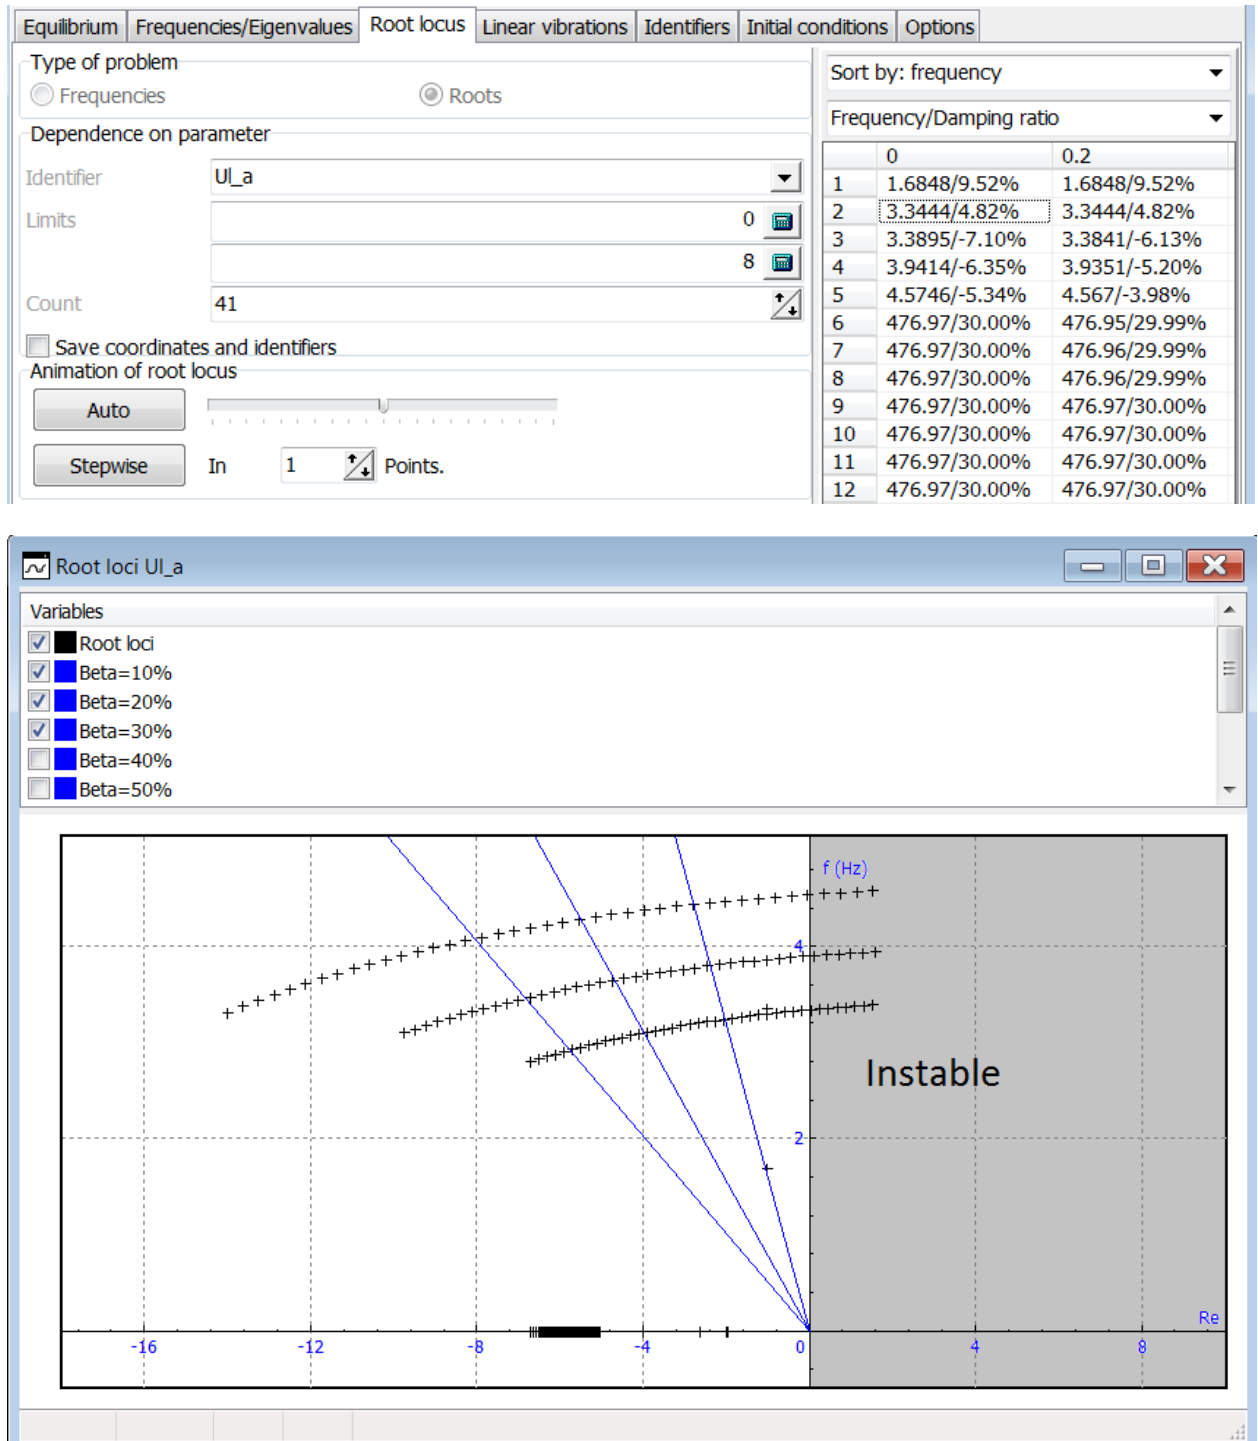 Equilibrium Frequencies/Eigenvalues Root locus Linear vibrations Identifiers Initial conditions Options
Type of problem
Frequencies Roots
Dependence on parameter
Identifier Ul_a
Limits 0
8
Count 41
Save coordinates and identifiers
Animation of root locus
Auto
Stepwise In 1 Points.
Sort by: frequency
Frequency/Damping ratio
0 0.2
1 1.6848/9.52% 1.6848/9.52%
2 3.3444/4.82% 3.3444/4.82%
3 3.3895/-7.10% 3.3841/-6.13%
4 3.9414/-6.35% 3.9351/-5.20%
5 4.5746/-5.34% 4.567/-3.98%
6 476.97/30.00% 476.95/29.99%
7 476.97/30.00% 476.96/29.99%
8 476.97/30.00% 476.96/29.99%
9 476.97/30.00% 476.97/30.00%
10 476.97/30.00% 476.97/30.00%
11 476.97/30.00% 476.97/30.00%
12 476.97/30.00% 476.97/30.00%
Root loci Ul_a
Variables
Root loci
Beta=10%
Beta=20%
Beta=30%
Beta=40%
Beta=50%
f (Hz)
4
Instable
2
Re
-16 -12 -8 -4 0 4 8